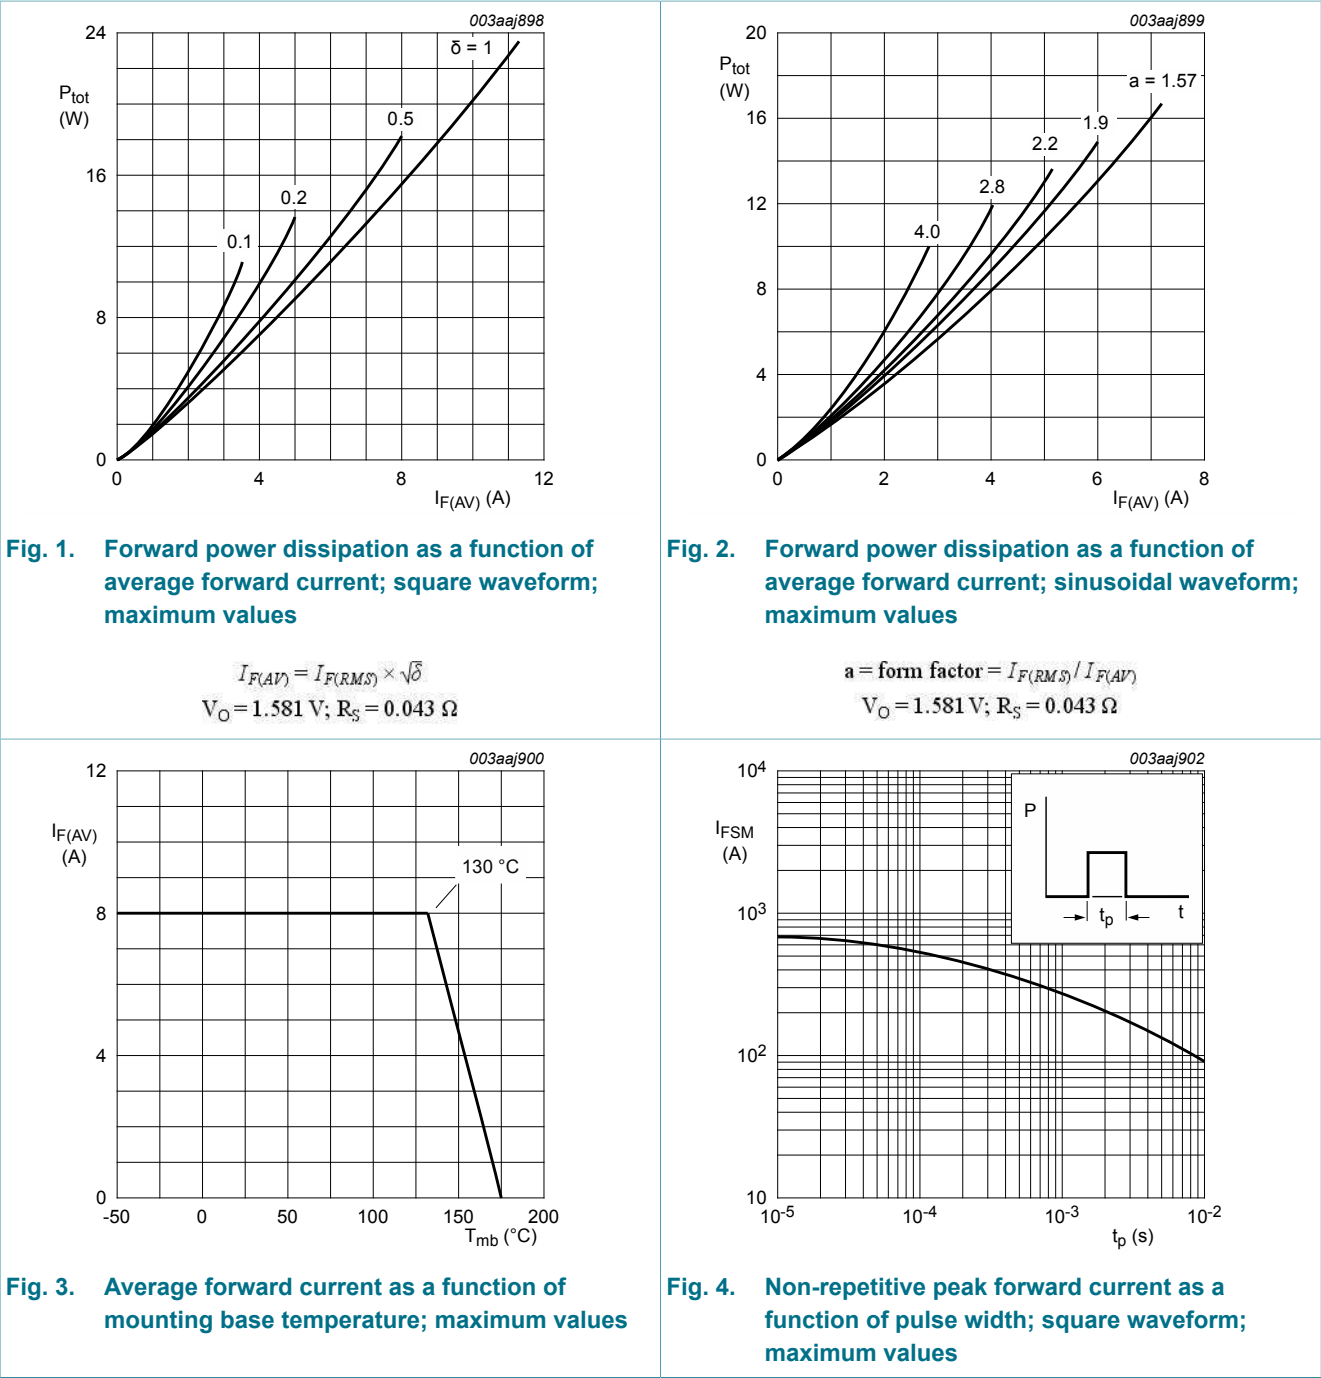 003aaj898
24
δ = 1
Ptot
(W)
0.5
16
0.2
0.1
8
0
0 4 8 12
IF(AV) (A)
Fig. 1. Forward power dissipation as a function of
average forward current; square waveform;
maximum values
IF(AV) = IF(RMS) × √δ
VO = 1.581 V; RS = 0.043 Ω
003aaj899
20
Ptot
(W)
a = 1.57
16
1.9
2.2
2.8
12
4.0
8
4
0
0 2 4 6 8
IF(AV) (A)
Fig. 2. Forward power dissipation as a function of
average forward current; sinusoidal waveform;
maximum values
a = form factor = IF(RMS) / IF(AV)
VO = 1.581 V; RS = 0.043 Ω
003aaj900
12
IF(AV)
(A)
130 °C
8
4
0
-50 0 50 100 150 200
Tmb (°C)
Fig. 3. Average forward current as a function of
mounting base temperature; maximum values
003aaj902
10⁴
IFSM
(A)
P
tp
t
10³
10²
10
10⁻⁵ 10⁻⁴ 10⁻³ 10⁻²
tp (s)
Fig. 4. Non-repetitive peak forward current as a
function of pulse width; square waveform;
maximum values